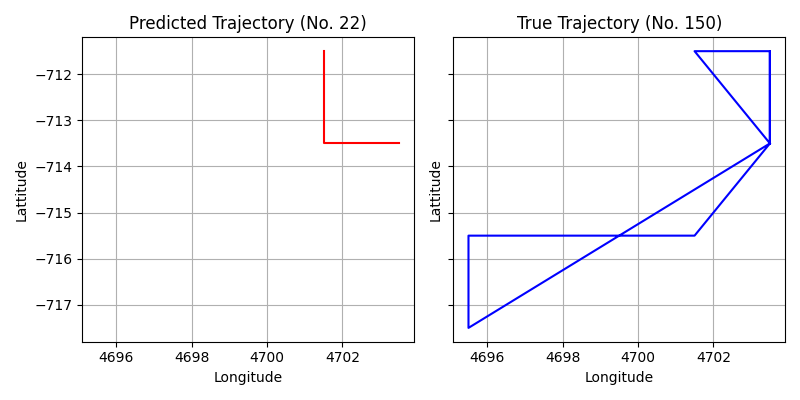 Predicted Trajectory (No. 22)
True Trajectory (No. 150)
−712
−713
−714
−715
−716
−717
Lattitude
Lattitude
4696 4698 4700 4702
4696 4698 4700 4702
Longitude
Longitude